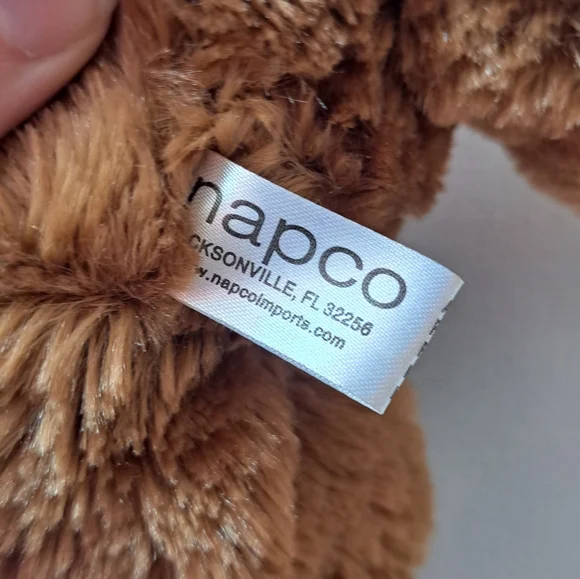 napco
CKSONVILLE, FL 32256
w.napcoimports.com